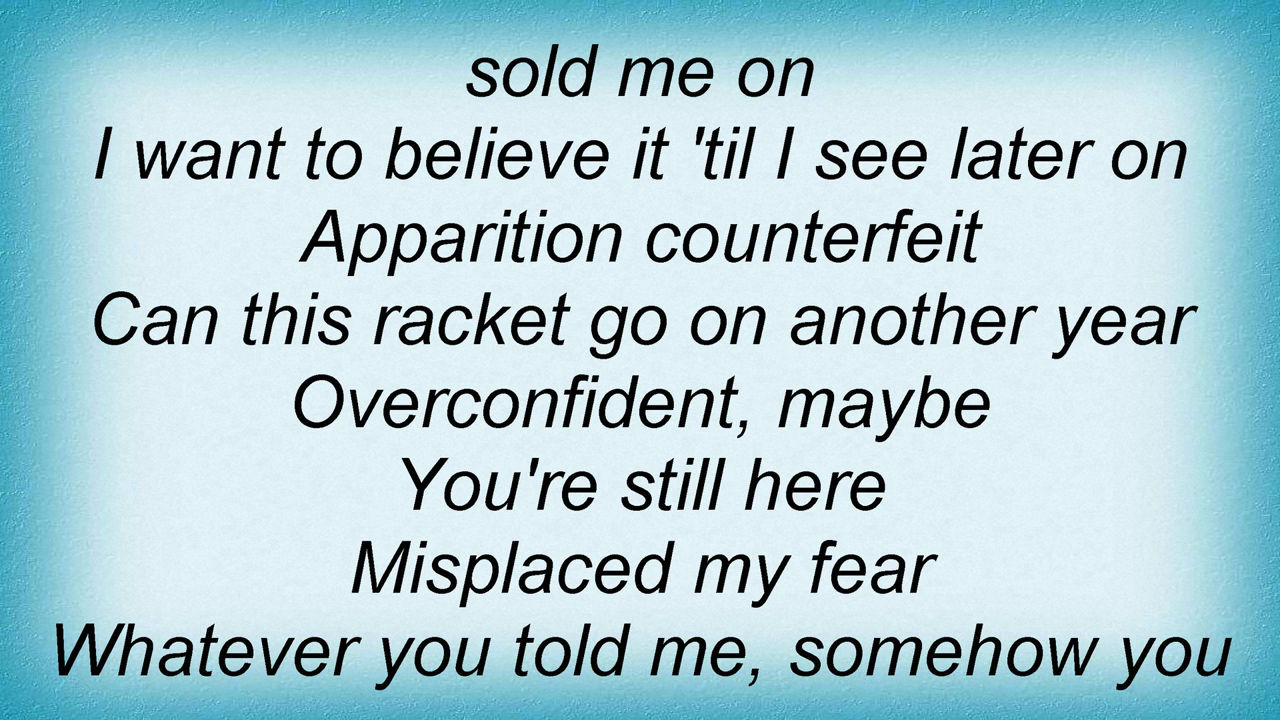 sold me on
I want to believe it 'til I see later on
Apparition counterfeit
Can this racket go on another year
Overconfident, maybe
You're still here
Misplaced my fear
Whatever you told me, somehow you